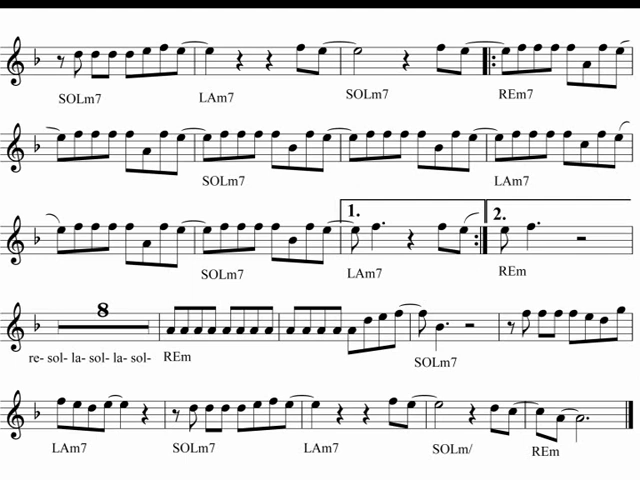 SOLm7 LAm7 SOLm7 REm7
SOLm7 LAm7
1. 2.
SOLm7 LAm7 REm
8
re- sol- la- sol- la- sol- REm SOLm7
LAm7 SOLm7 LAm7 SOLm/ REm